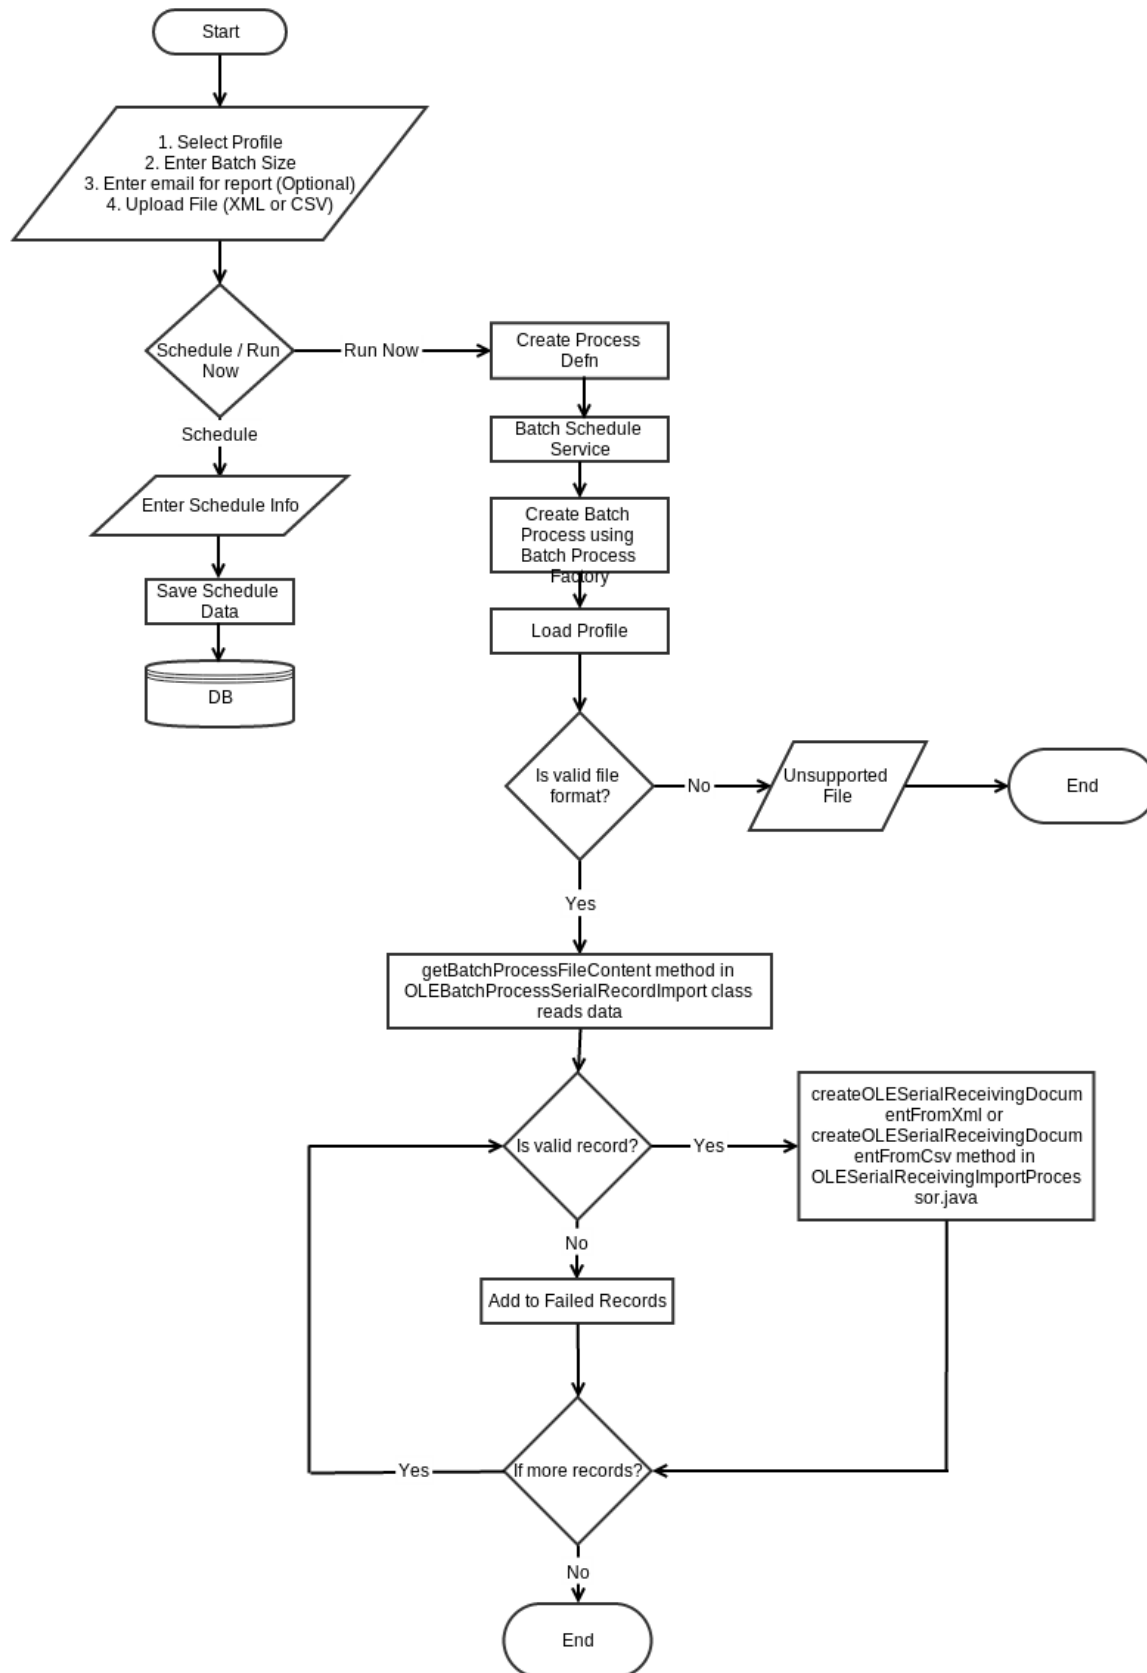 Start
1. Select Profile
2. Enter Batch Size
3. Enter email for report (Optional)
4. Upload File (XML or CSV)
Schedule / Run
Now
Run Now
Create Process
Defn
Schedule
Batch Schedule
Service
Enter Schedule Info
Create Batch
Process using
Batch Process
Factory
Save Schedule
Data
Load Profile
DB
Is valid file
format?
No
Unsupported
File
End
Yes
getBatchProcessFileContent method in
OLEBatchProcessSerialRecordImport class
reads data
Is valid record?
Yes
createOLESerialReceivingDocum
entFromXml or
createOLESerialReceivingDocum
entFromCsv method in
OLESerialReceivingImportProces
sor.java
No
Add to Failed Records
If more records?
Yes
No
End